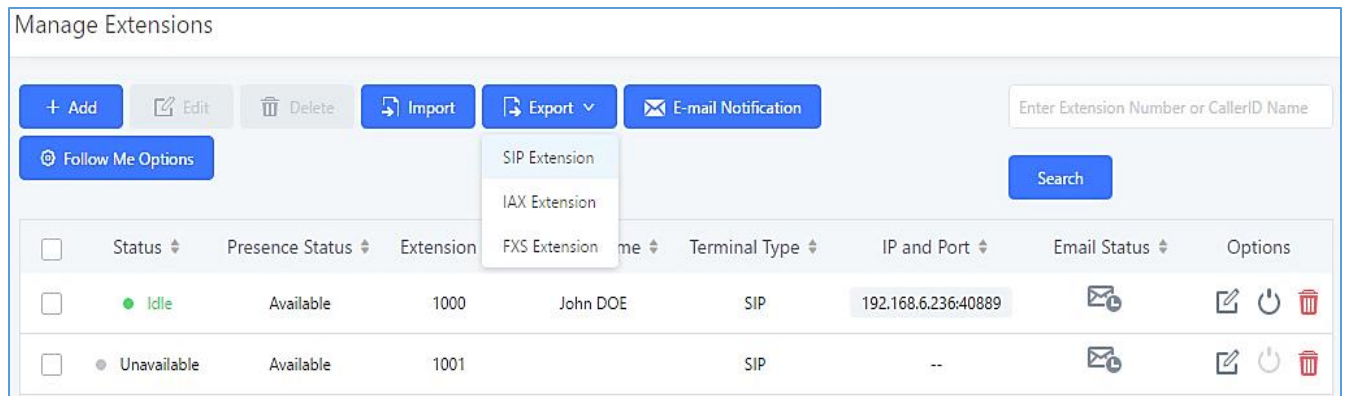 Manage Extensions
+ Add Edit Delete Import Export E-mail Notification Enter Extension Number or CallerID Name
Follow Me Options
SIP Extension
Search
IAX Extension
FXS Extension
Status Presence Status Extension me Terminal Type IP and Port Email Status Options
Idle Available 1000 John DOE SIP 192.168.6.236:40889
Unavailable Available 1001 SIP --